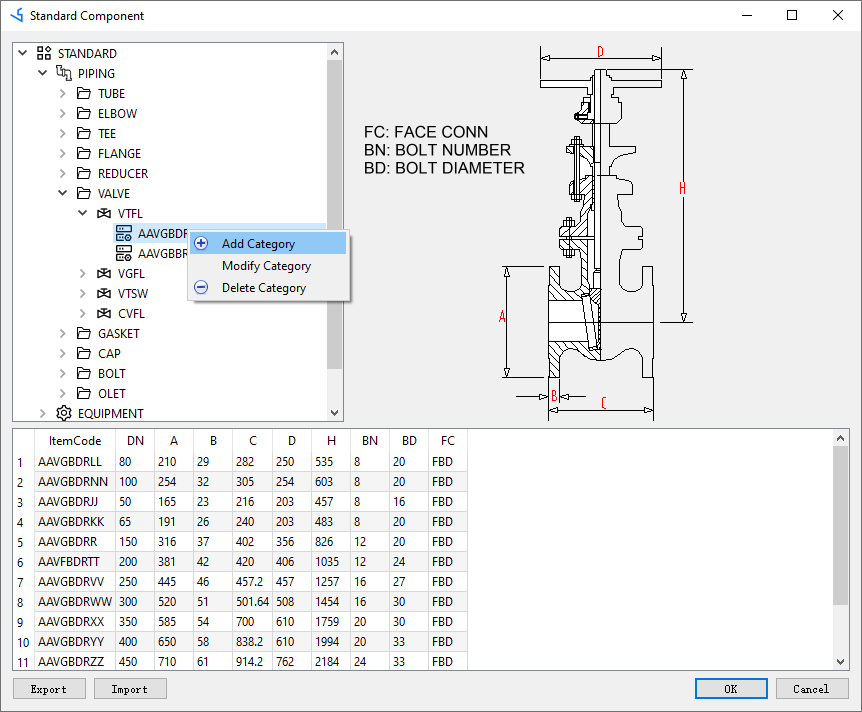 Standard Component
STANDARD
PIPING
TUBE
ELBOW
TEE
FLANGE
REDUCER
VALVE
VTFL
AAVGBDR
AAVGBBR
VGFL
VTSW
CVFL
GASKET
CAP
BOLT
OLET
EQUIPMENT
Add Category
Modify Category
Delete Category
FC: FACE CONN
BN: BOLT NUMBER
BD: BOLT DIAMETER
D
H
A
B
C
ItemCode DN A B C D H BN BD FC
1 AAVGBDRLL 80 210 29 282 250 535 8 20 FBD
2 AAVGBDRNN 100 254 32 305 254 603 8 20 FBD
3 AAVGBDRJJ 50 165 23 216 203 457 8 16 FBD
4 AAVGBDRKK 65 191 26 240 203 483 8 20 FBD
5 AAVGBDRR 150 316 37 402 356 826 12 20 FBD
6 AAVFBDRTT 200 381 42 420 406 1035 12 24 FBD
7 AAVGBDRVV 250 445 46 457.2 457 1257 16 27 FBD
8 AAVGBDRWW 300 520 51 501.64 508 1454 16 30 FBD
9 AAVGBDRXX 350 585 54 700 610 1759 20 30 FBD
10 AAVGBDRYY 400 650 58 838.2 610 1994 20 33 FBD
11 AAVGBDRZZ 450 710 61 914.2 762 2184 24 33 FBD
Export Import OK Cancel